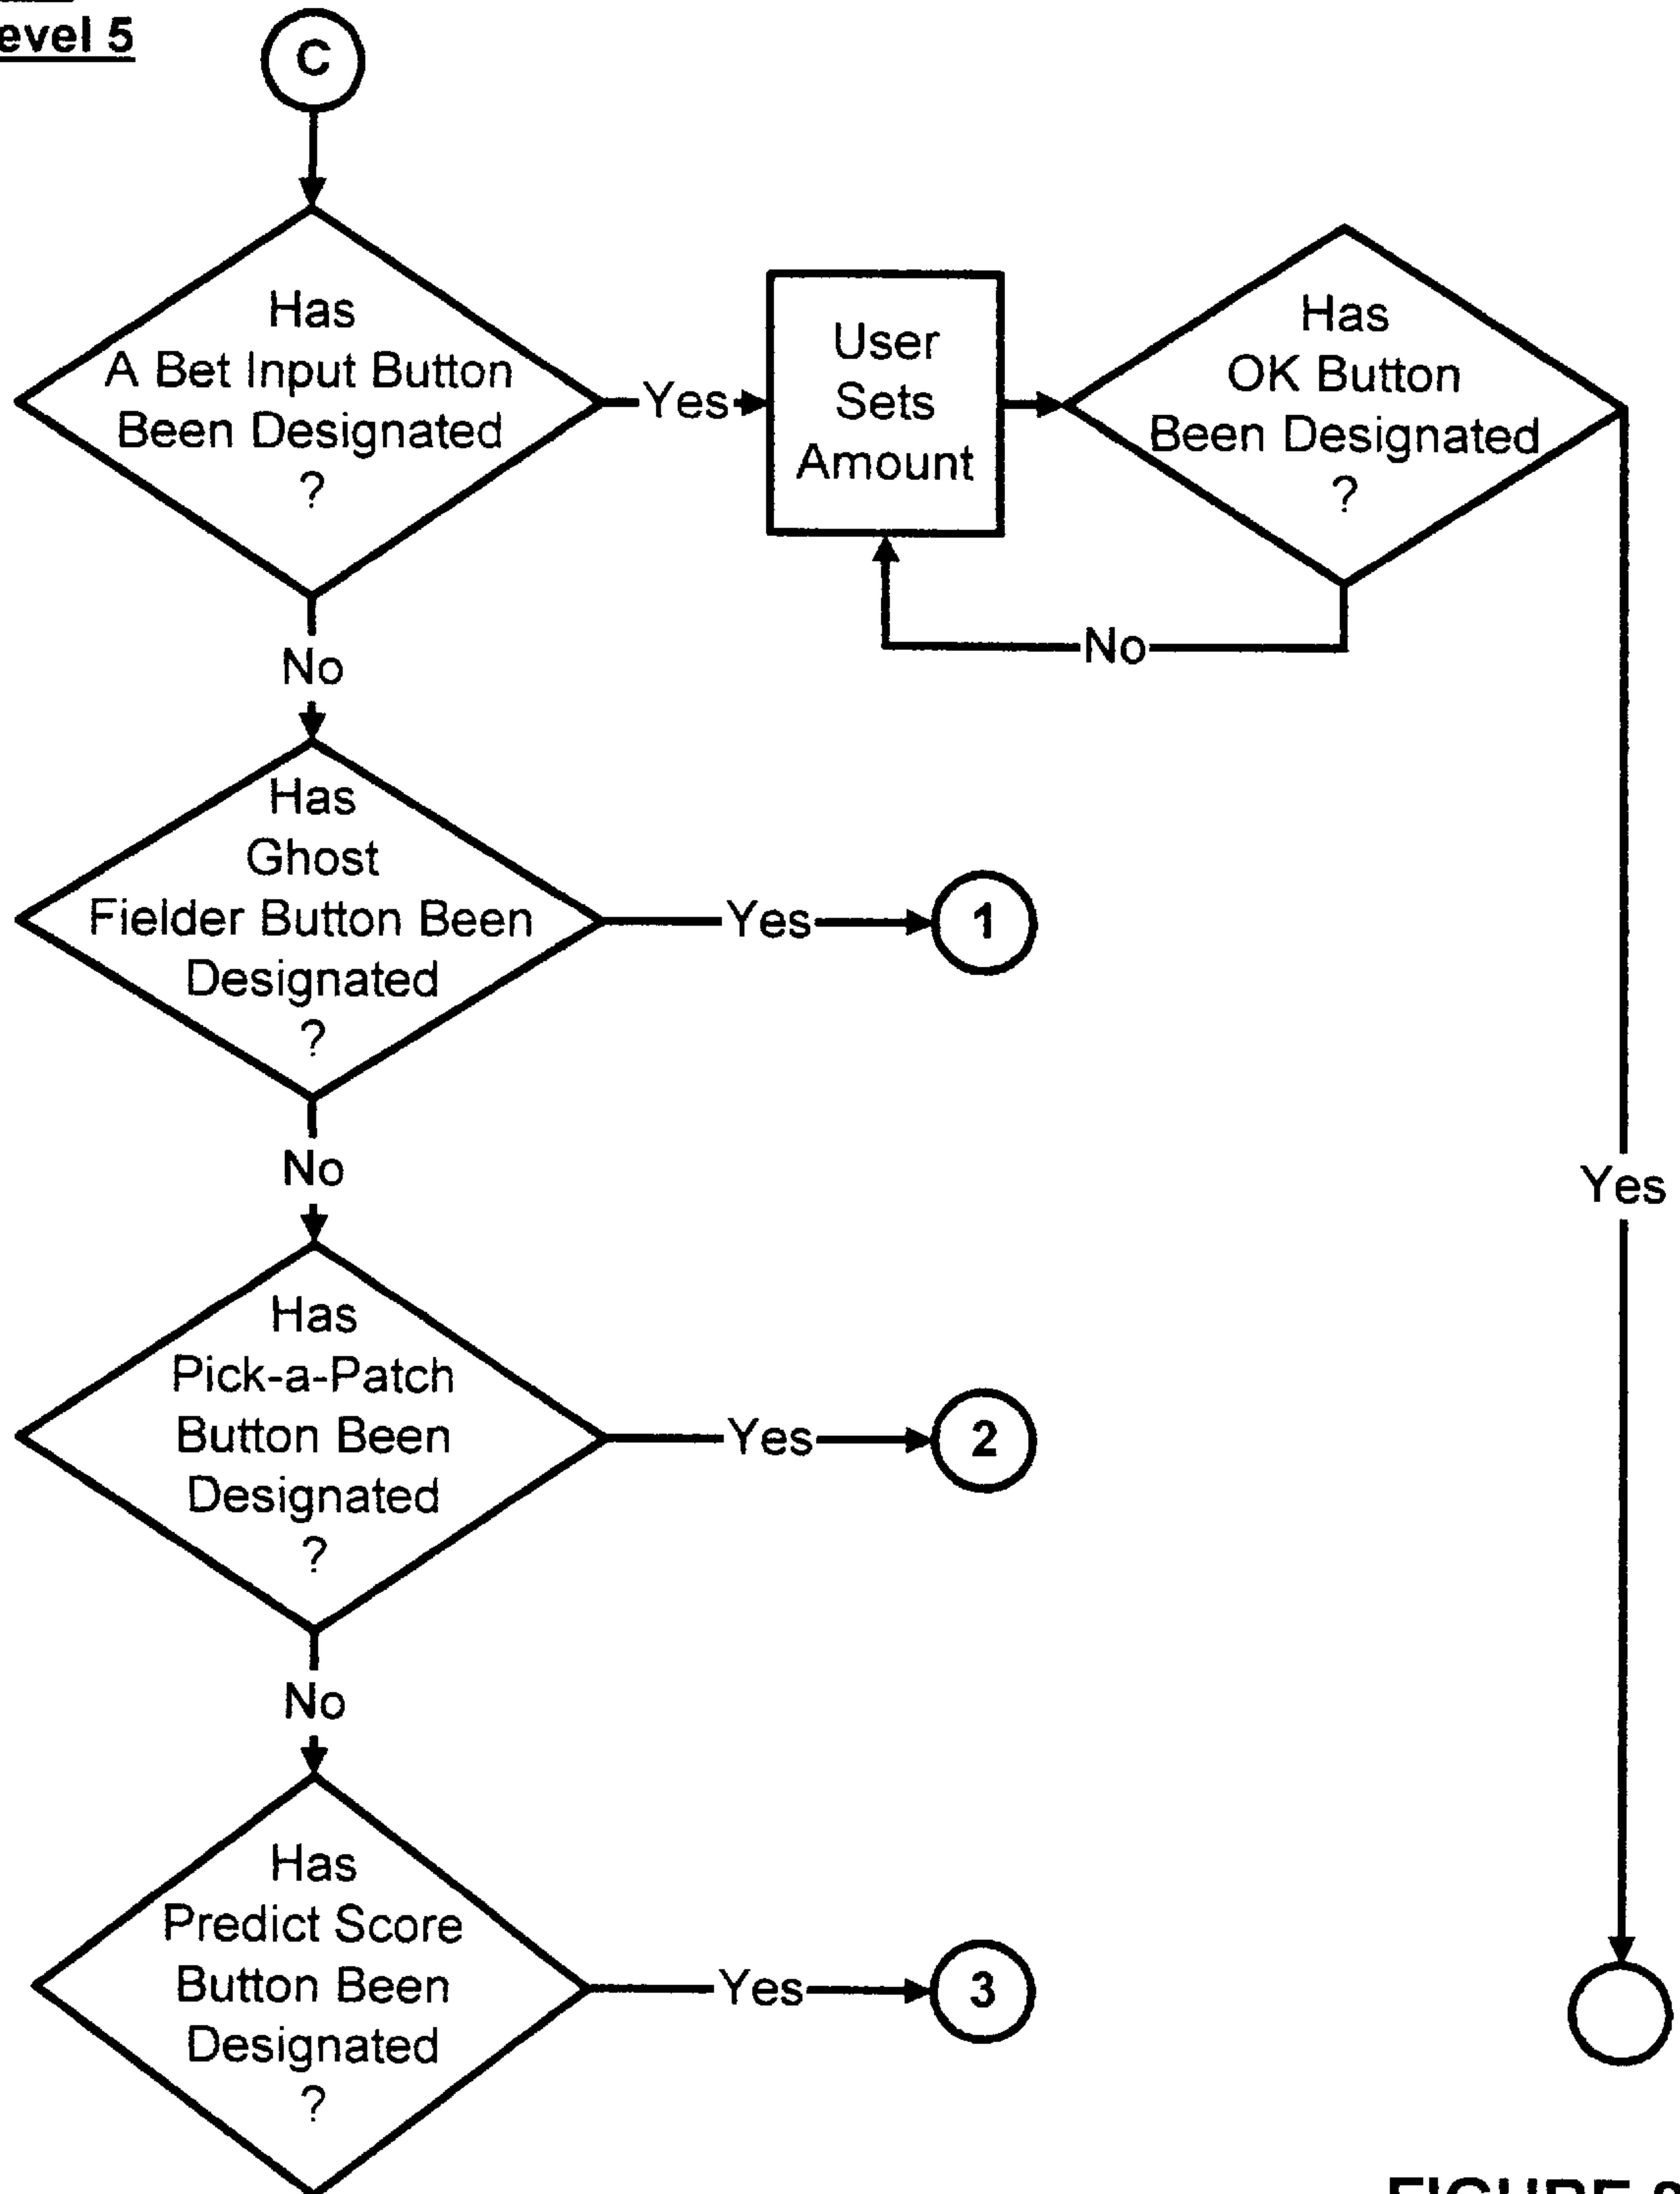 evel 5
C
Has
A Bet Input Button
Been Designated
?
Yes
User
Sets
Amount
Has
OK Button
Been Designated
?
No
No
Has
Ghost
Fielder Button Been
Designated
?
Yes
1
No
Yes
Has
Pick-a-Patch
Button Been
Designated
?
Yes
2
No
Has
Predict Score
Button Been
Designated
?
Yes
3
FIGURE